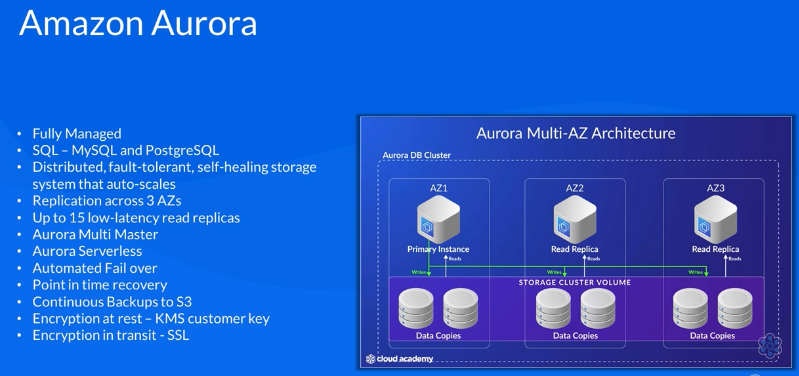 Amazon Aurora
• Fully Managed
• SQL – MySQL and PostgreSQL
• Distributed, fault-tolerant, self-healing storage
system that auto-scales
• Replication across 3 AZs
• Up to 15 low-latency read replicas
• Aurora Multi Master
• Aurora Serverless
• Automated Fail over
• Point in time recovery
• Continuous Backups to S3
• Encryption at rest – KMS customer key
• Encryption in transit - SSL
Aurora Multi-AZ Architecture
Aurora DB Cluster
AZ1 AZ2 AZ3
Primary Instance Read Replica Read Replica
Reads Reads Reads
Writes Writes Writes
STORAGE CLUSTER VOLUME
Data Copies Data Copies Data Copies
cloud academy